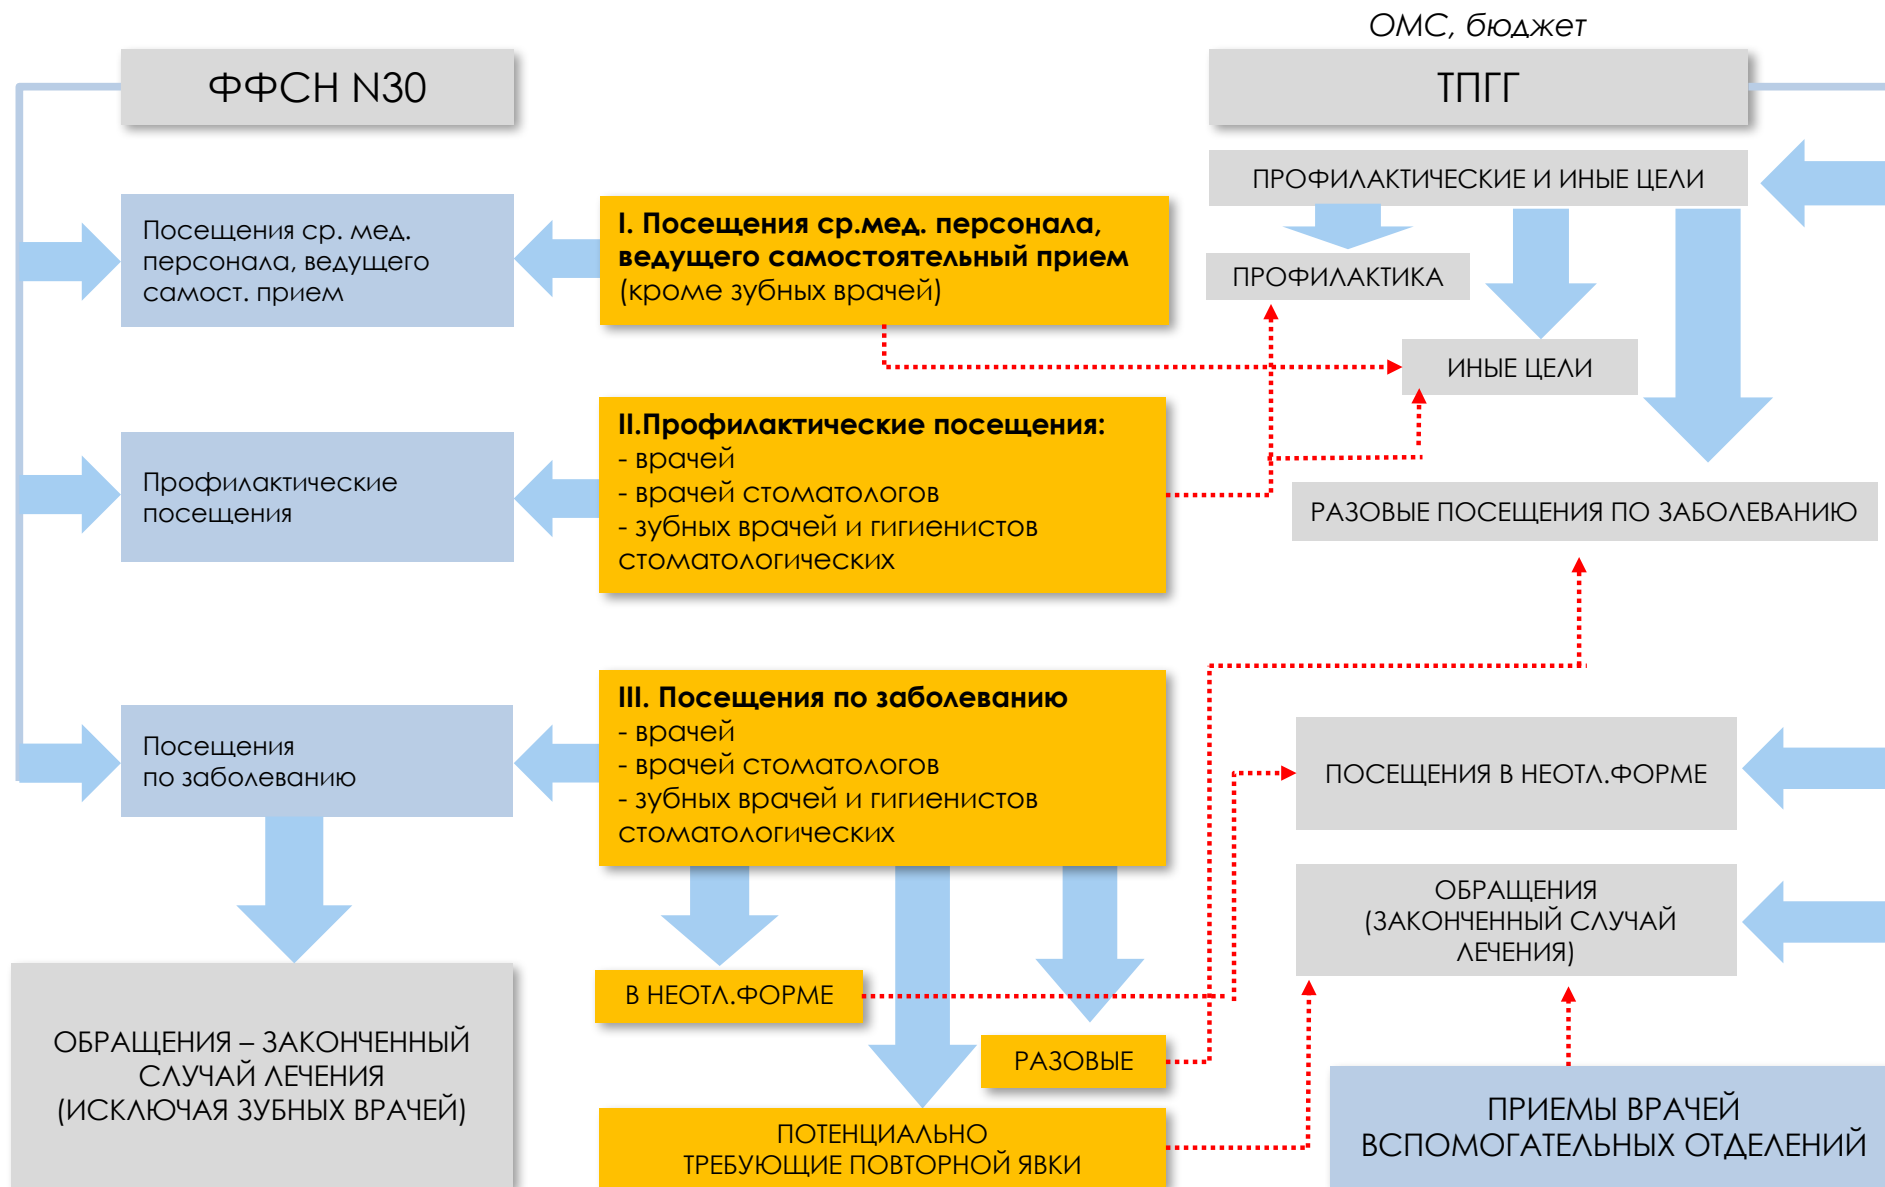 ОМС, бюджет
ФФСН N30
ТПГГ
ПРОФИЛАКТИЧЕСКИЕ И ИНЫЕ ЦЕЛИ
Посещения ср. мед.
персонала, ведущего
самост. прием
I. Посещения ср.мед. персонала,
ведущего самостоятельный прием
(кроме зубных врачей)
ПРОФИЛАКТИКА
ИНЫЕ ЦЕЛИ
Профилактические
посещения
II.Профилактические посещения:
- врачей
- врачей стоматологов
- зубных врачей и гигиенистов
стоматологических
РАЗОВЫЕ ПОСЕЩЕНИЯ ПО ЗАБОЛЕВАНИЮ
Посещения
по заболеванию
III. Посещения по заболеванию
- врачей
- врачей стоматологов
- зубных врачей и гигиенистов
стоматологических
ПОСЕЩЕНИЯ В НЕОТЛ.ФОРМЕ
ОБРАЩЕНИЯ
(ЗАКОНЧЕННЫЙ СЛУЧАЙ
ЛЕЧЕНИЯ)
В НЕОТЛ.ФОРМЕ
РАЗОВЫЕ
ОБРАЩЕНИЯ – ЗАКОНЧЕННЫЙ
СЛУЧАЙ ЛЕЧЕНИЯ
(ИСКЛЮЧАЯ ЗУБНЫХ ВРАЧЕЙ)
ПОТЕНЦИАЛЬНО
ТРЕБУЮЩИЕ ПОВТОРНОЙ ЯВКИ
ПРИЕМЫ ВРАЧЕЙ
ВСПОМОГАТЕЛЬНЫХ ОТДЕЛЕНИЙ